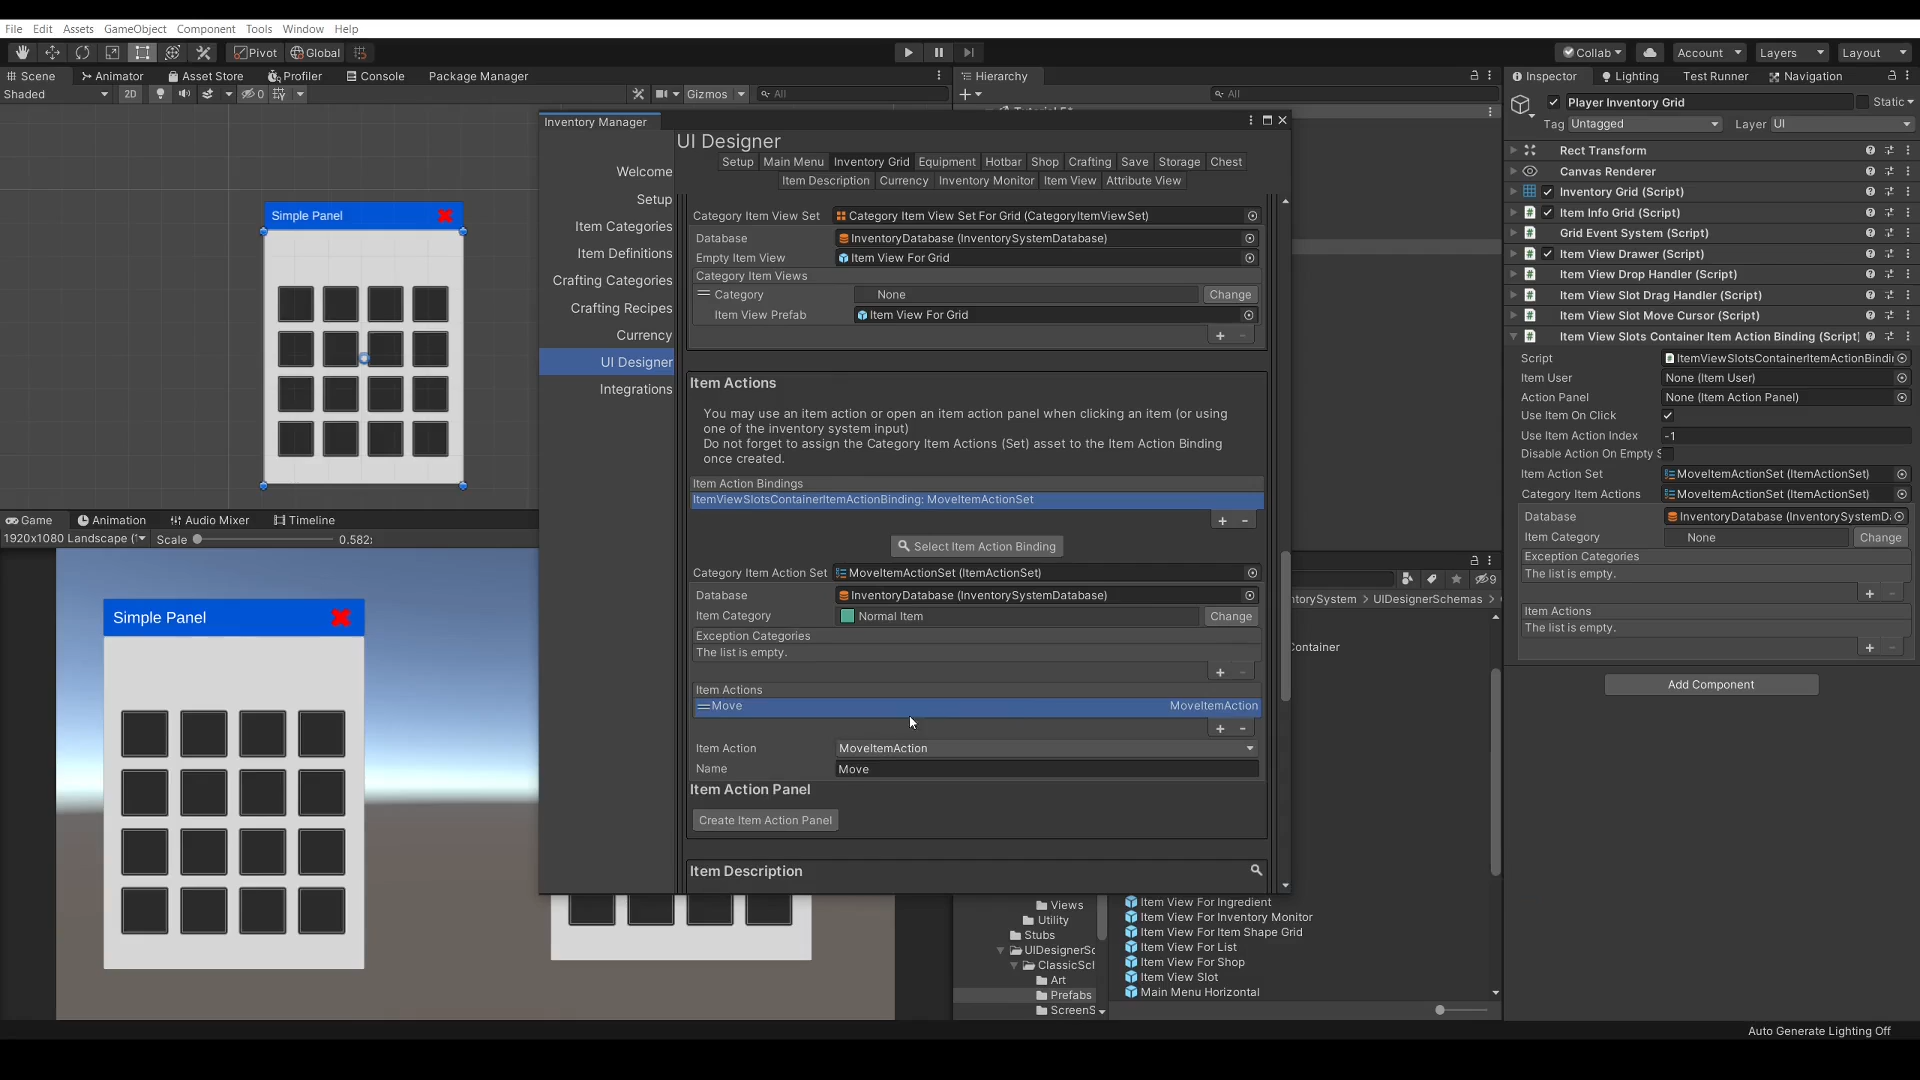 File Edit Assets GameObject Component Tools Window Help
Pivot Global Collab Account Layers Layout
Scene Animator Asset Store Profiler Console Package Manager
Shaded 2D 0 Gizmos All
Simple Panel
Game Animation Audio Mixer Timeline
1920x1080 Landscape ( Scale 0.582
Simple Panel
Hierarchy
All
Inventory Manager
UI Designer
Welcome
Setup
Item Categories
Item Definitions
Crafting Categories
Crafting Recipes
Currency
UI Designer
Integrations
Setup Main Menu Inventory Grid Equipment Hotbar Shop Crafting Save Storage Chest
Item Description Currency Inventory Monitor Item View Attribute View
Category Item View Set Category Item View Set For Grid (CategoryItemViewSet)
Database InventoryDatabase (InventorySystemDatabase)
Empty Item View Item View For Grid
Category Item Views
Category None Change
Item View Prefab Item View For Grid
+
Item Actions
You may use an item action or open an item action panel when clicking an item (or using
one of the inventory system input)
Do not forget to assign the Category Item Actions (Set) asset to the Item Action Binding
once created.
Item Action Bindings
ItemViewSlotsContainerItemActionBinding: MoveItemActionSet
+ -
Select Item Action Binding
Category Item Action Set MoveItemActionSet (ItemActionSet)
Database InventoryDatabase (InventorySystemDatabase)
Item Category Normal Item Change
Exception Categories
The list is empty.
+ -
Item Actions
Move MoveItemAction
+ -
Item Action MoveItemAction
Name Move
Item Action Panel
Create Item Action Panel
Item Description
9
ntorySystem > UIDesignerSchemas >
Container
Views
Utility
Stubs
UIDesignerSc
ClassicScl
Art
Prefabs
ScreenS
Item View For Ingredient
Item View For Inventory Monitor
Item View For Item Shape Grid
Item View For List
Item View For Shop
Item View Slot
Main Menu Horizontal
Inspector Lighting Test Runner Navigation
Player Inventory Grid Static
Tag Untagged Layer UI
Rect Transform
Canvas Renderer
Inventory Grid (Script)
Item Info Grid (Script)
Grid Event System (Script)
Item View Drawer (Script)
Item View Drop Handler (Script)
Item View Slot Drag Handler (Script)
Item View Slot Move Cursor (Script)
Item View Slots Container Item Action Binding (Script)
Script ItemViewSlotsContainerItemActionBindi
Item User None (Item User)
Action Panel None (Item Action Panel)
Use Item On Click
Use Item Action Index -1
Disable Action On Empty S
Item Action Set MoveItemActionSet (ItemActionSet)
Category Item Actions MoveItemActionSet (ItemActionSet)
Database InventoryDatabase (InventorySystemD
Item Category None Change
Exception Categories
The list is empty.
+ -
Item Actions
The list is empty.
+ -
Add Component
Auto Generate Lighting Off